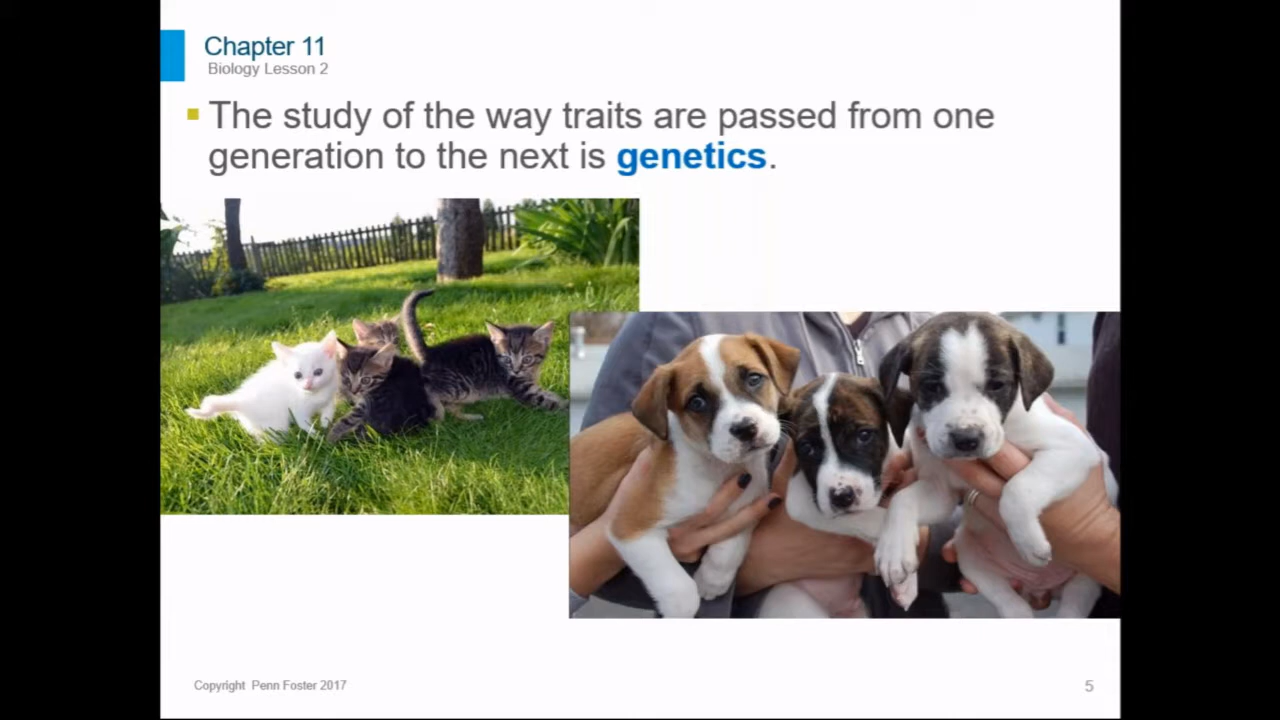 Chapter 11
Biology Lesson 2
The study of the way traits are passed from one
generation to the next is genetics.
Copyright Penn Foster 2017
5